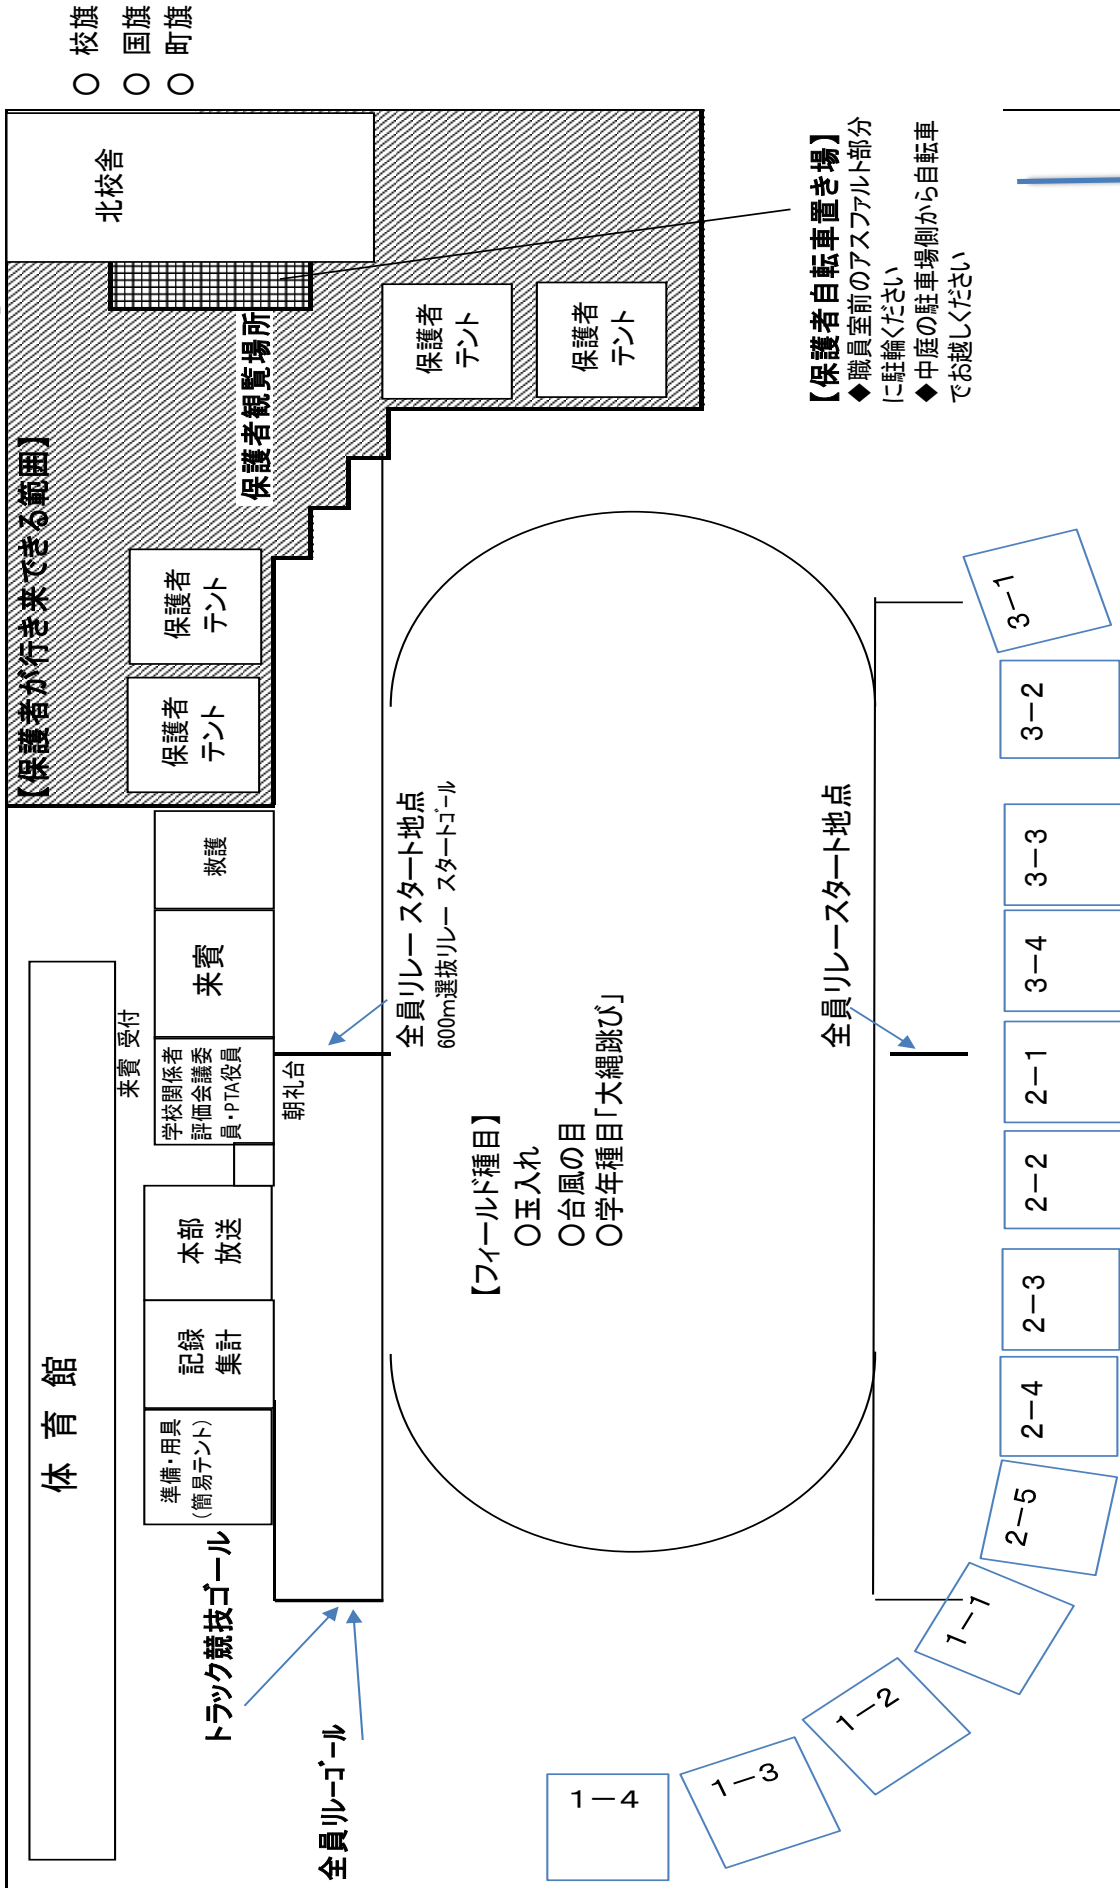 ○ 校旗
○ 国旗
○ 町旗
北校舎
【保護者が行き来できる範囲】
保護者観覧場所
保護者
テント
保護者
テント
保護者
テント
保護者
テント
【保護者自転車置き場】
◆職員室前のアスファルト部分
に駐輪ください
◆中庭の駐車場側から自転車
でお越しください
体 育 館
来賓 受付
救護
来賓
学校関係者
評価会議委
員・PTA役員
朝礼台
本部
放送
記録
集計
準備・用具
(簡易テント)
トラック競技ゴール
全員リレーゴール
全員リレー スタート地点
600m選抜リレー スタートゴール
【フィールド種目】
○玉入れ
○台風の目
○学年種目「大縄跳び」
全員リレースタート地点
3-1
3-2
3-3
3-4
2-1
2-2
2-3
2-4
2-5
1-1
1-2
1-3
1-4